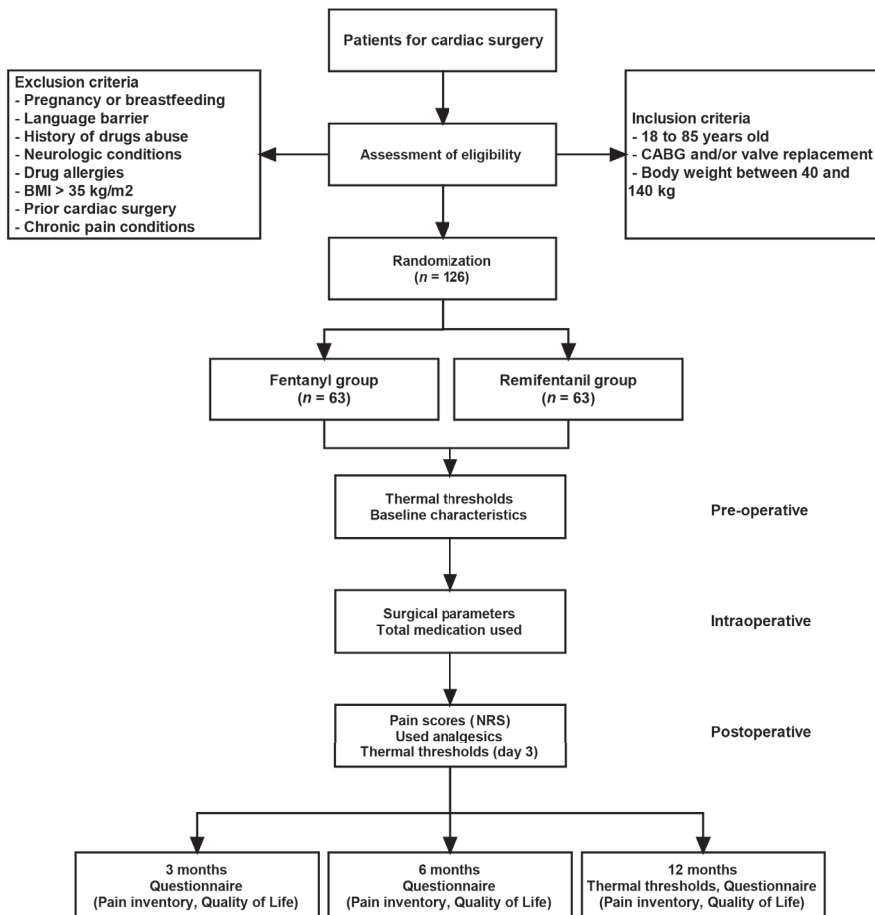 Patients for cardiac surgery
Exclusion criteria
- Pregnancy or breastfeeding
- Language barrier
- History of drugs abuse
- Neurologic conditions
- Drug allergies
- BMI > 35 kg/m2
- Prior cardiac surgery
- Chronic pain conditions
Assessment of eligibility
Inclusion criteria
- 18 to 85 years old
- CABG and/or valve replacement
- Body weight between 40 and
140 kg
Randomization
(n = 126)
Fentanyl group
(n = 63)
Remifentanil group
(n = 63)
Thermal thresholds
Baseline characteristics
Pre-operative
Surgical parameters
Total medication used
Intraoperative
Pain scores (NRS)
Used analgesics
Thermal thresholds (day 3)
Postoperative
3 months
Questionnaire
(Pain inventory, Quality of Life)
6 months
Questionnaire
(Pain inventory, Quality of Life)
12 months
Thermal thresholds, Questionnaire
(Pain inventory, Quality of Life)